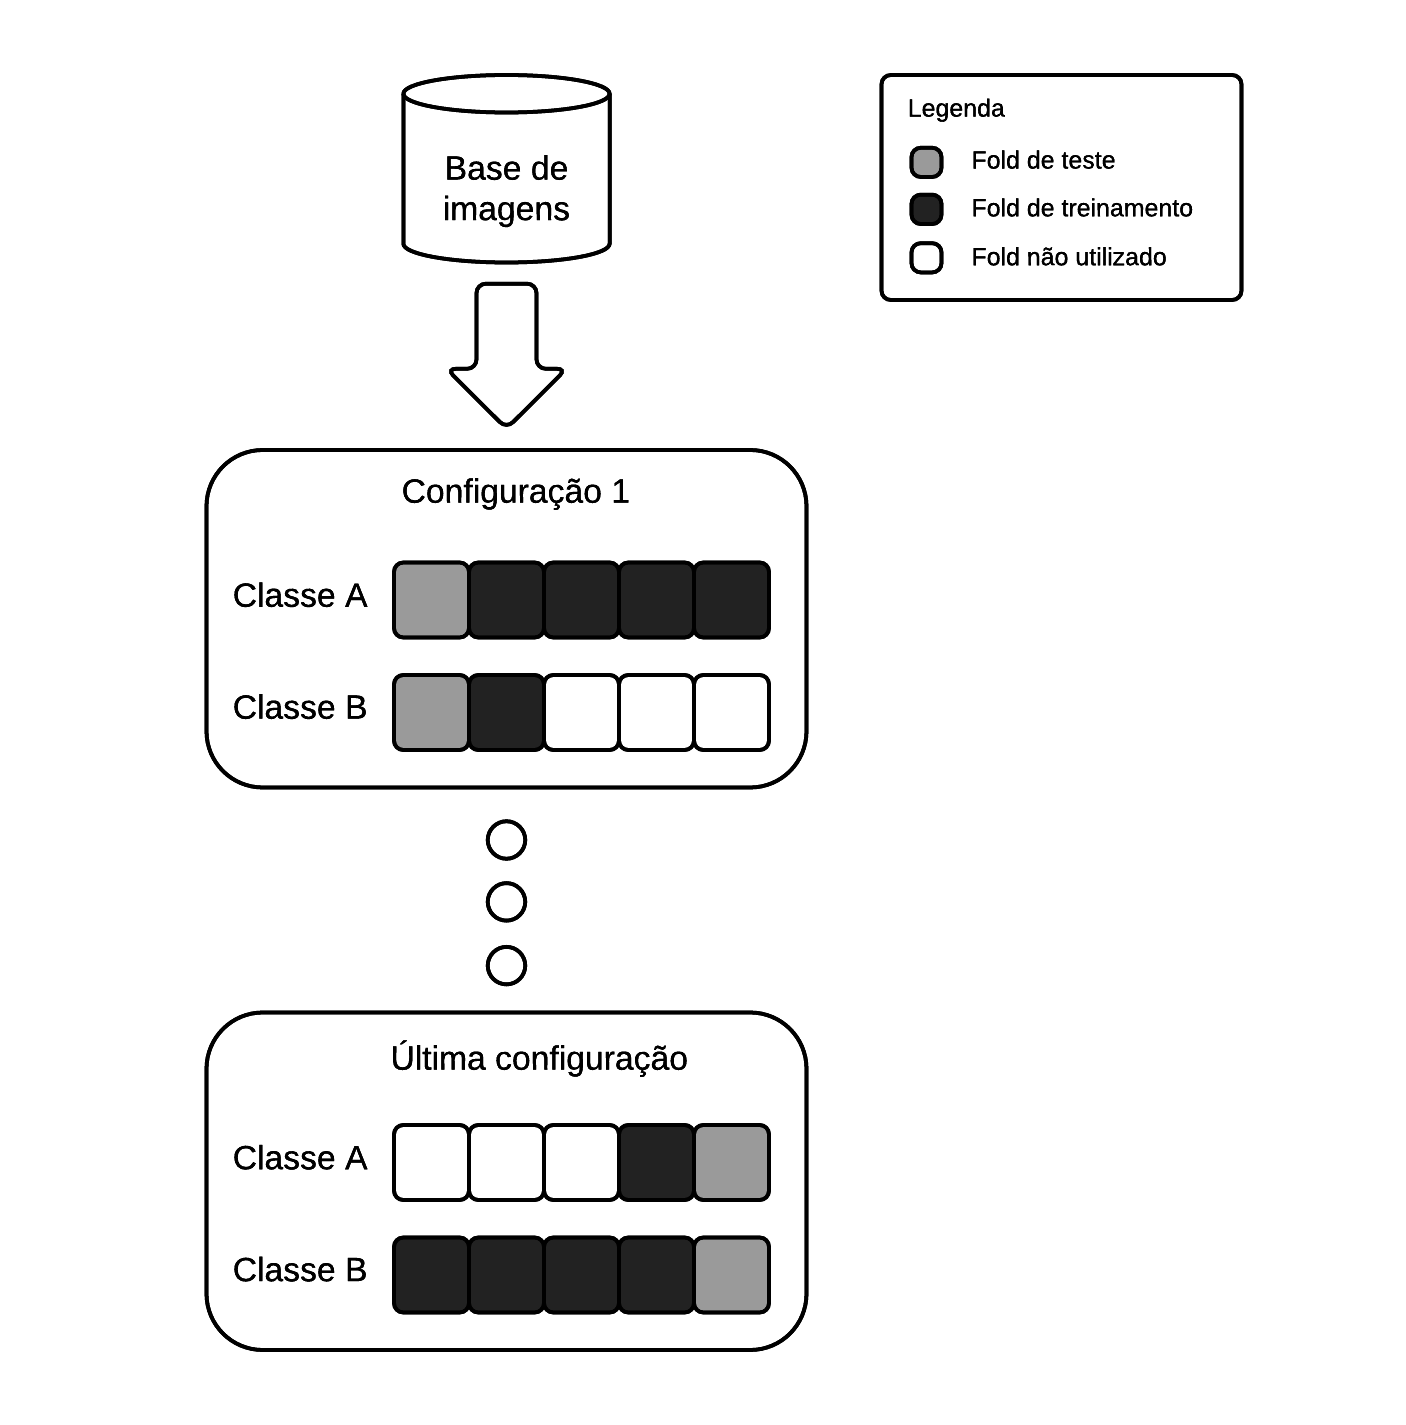 Base de
imagens
Legenda
Fold de teste
Fold de treinamento
Fold não utilizado
Configuração 1
Classe A
Classe B
Última configuração
Classe A
Classe B